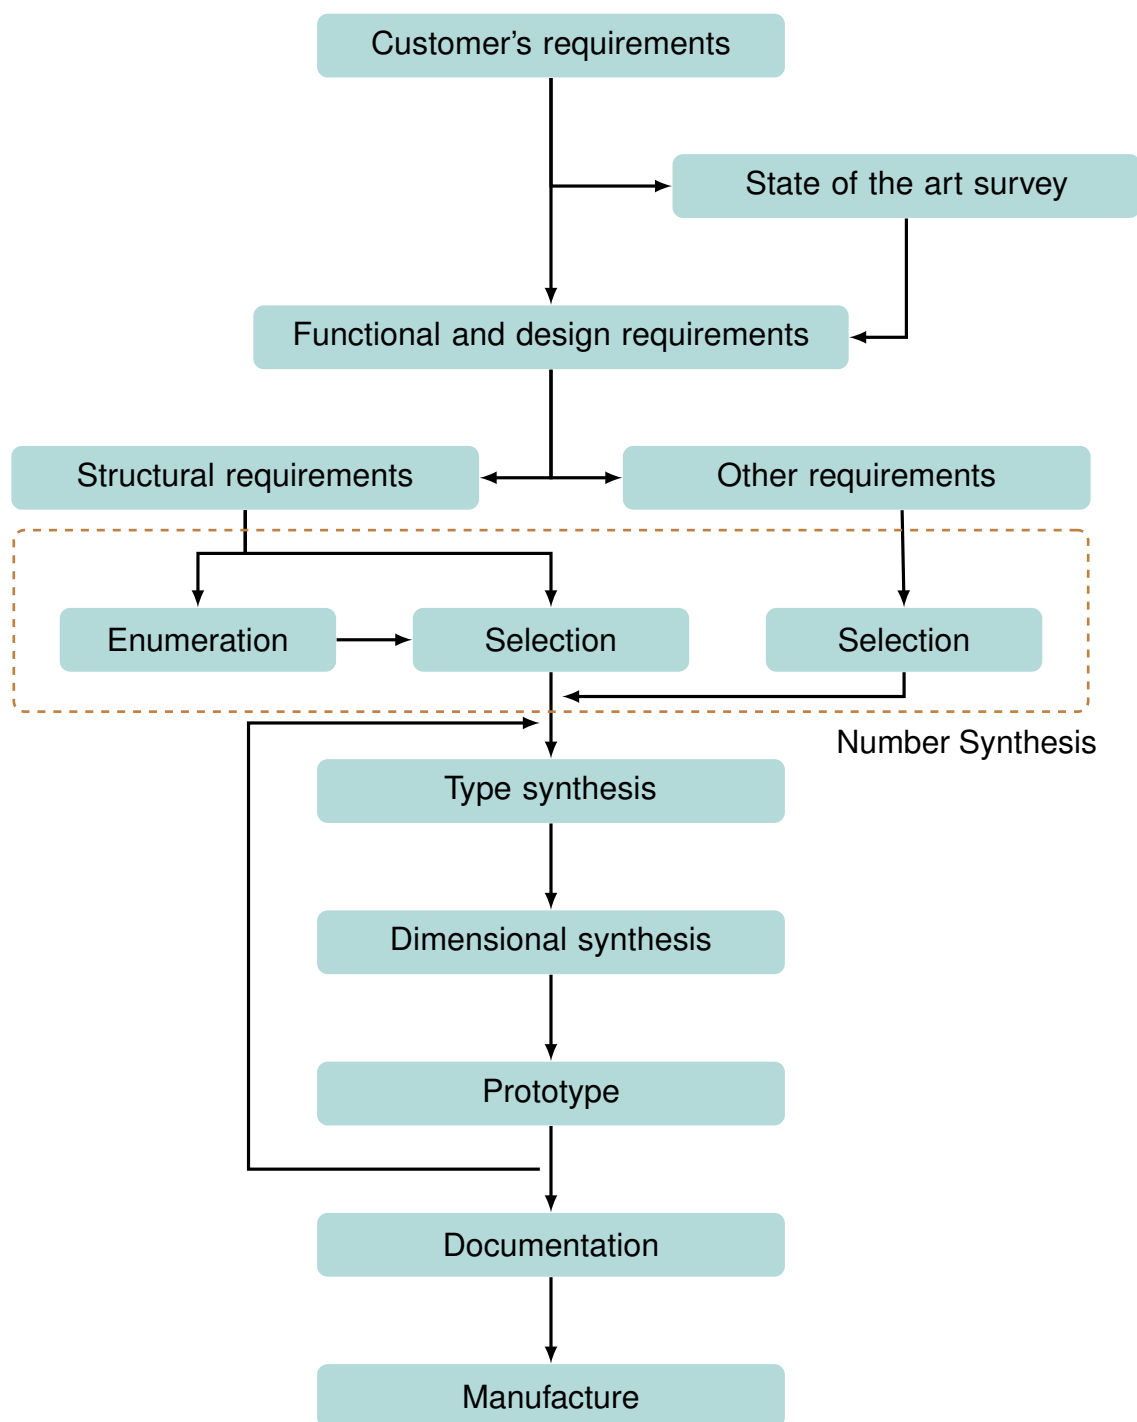 Customer's requirements
State of the art survey
Functional and design requirements
Structural requirements
Other requirements
Enumeration
Selection
Selection
Number Synthesis
Type synthesis
Dimensional synthesis
Prototype
Documentation
Manufacture